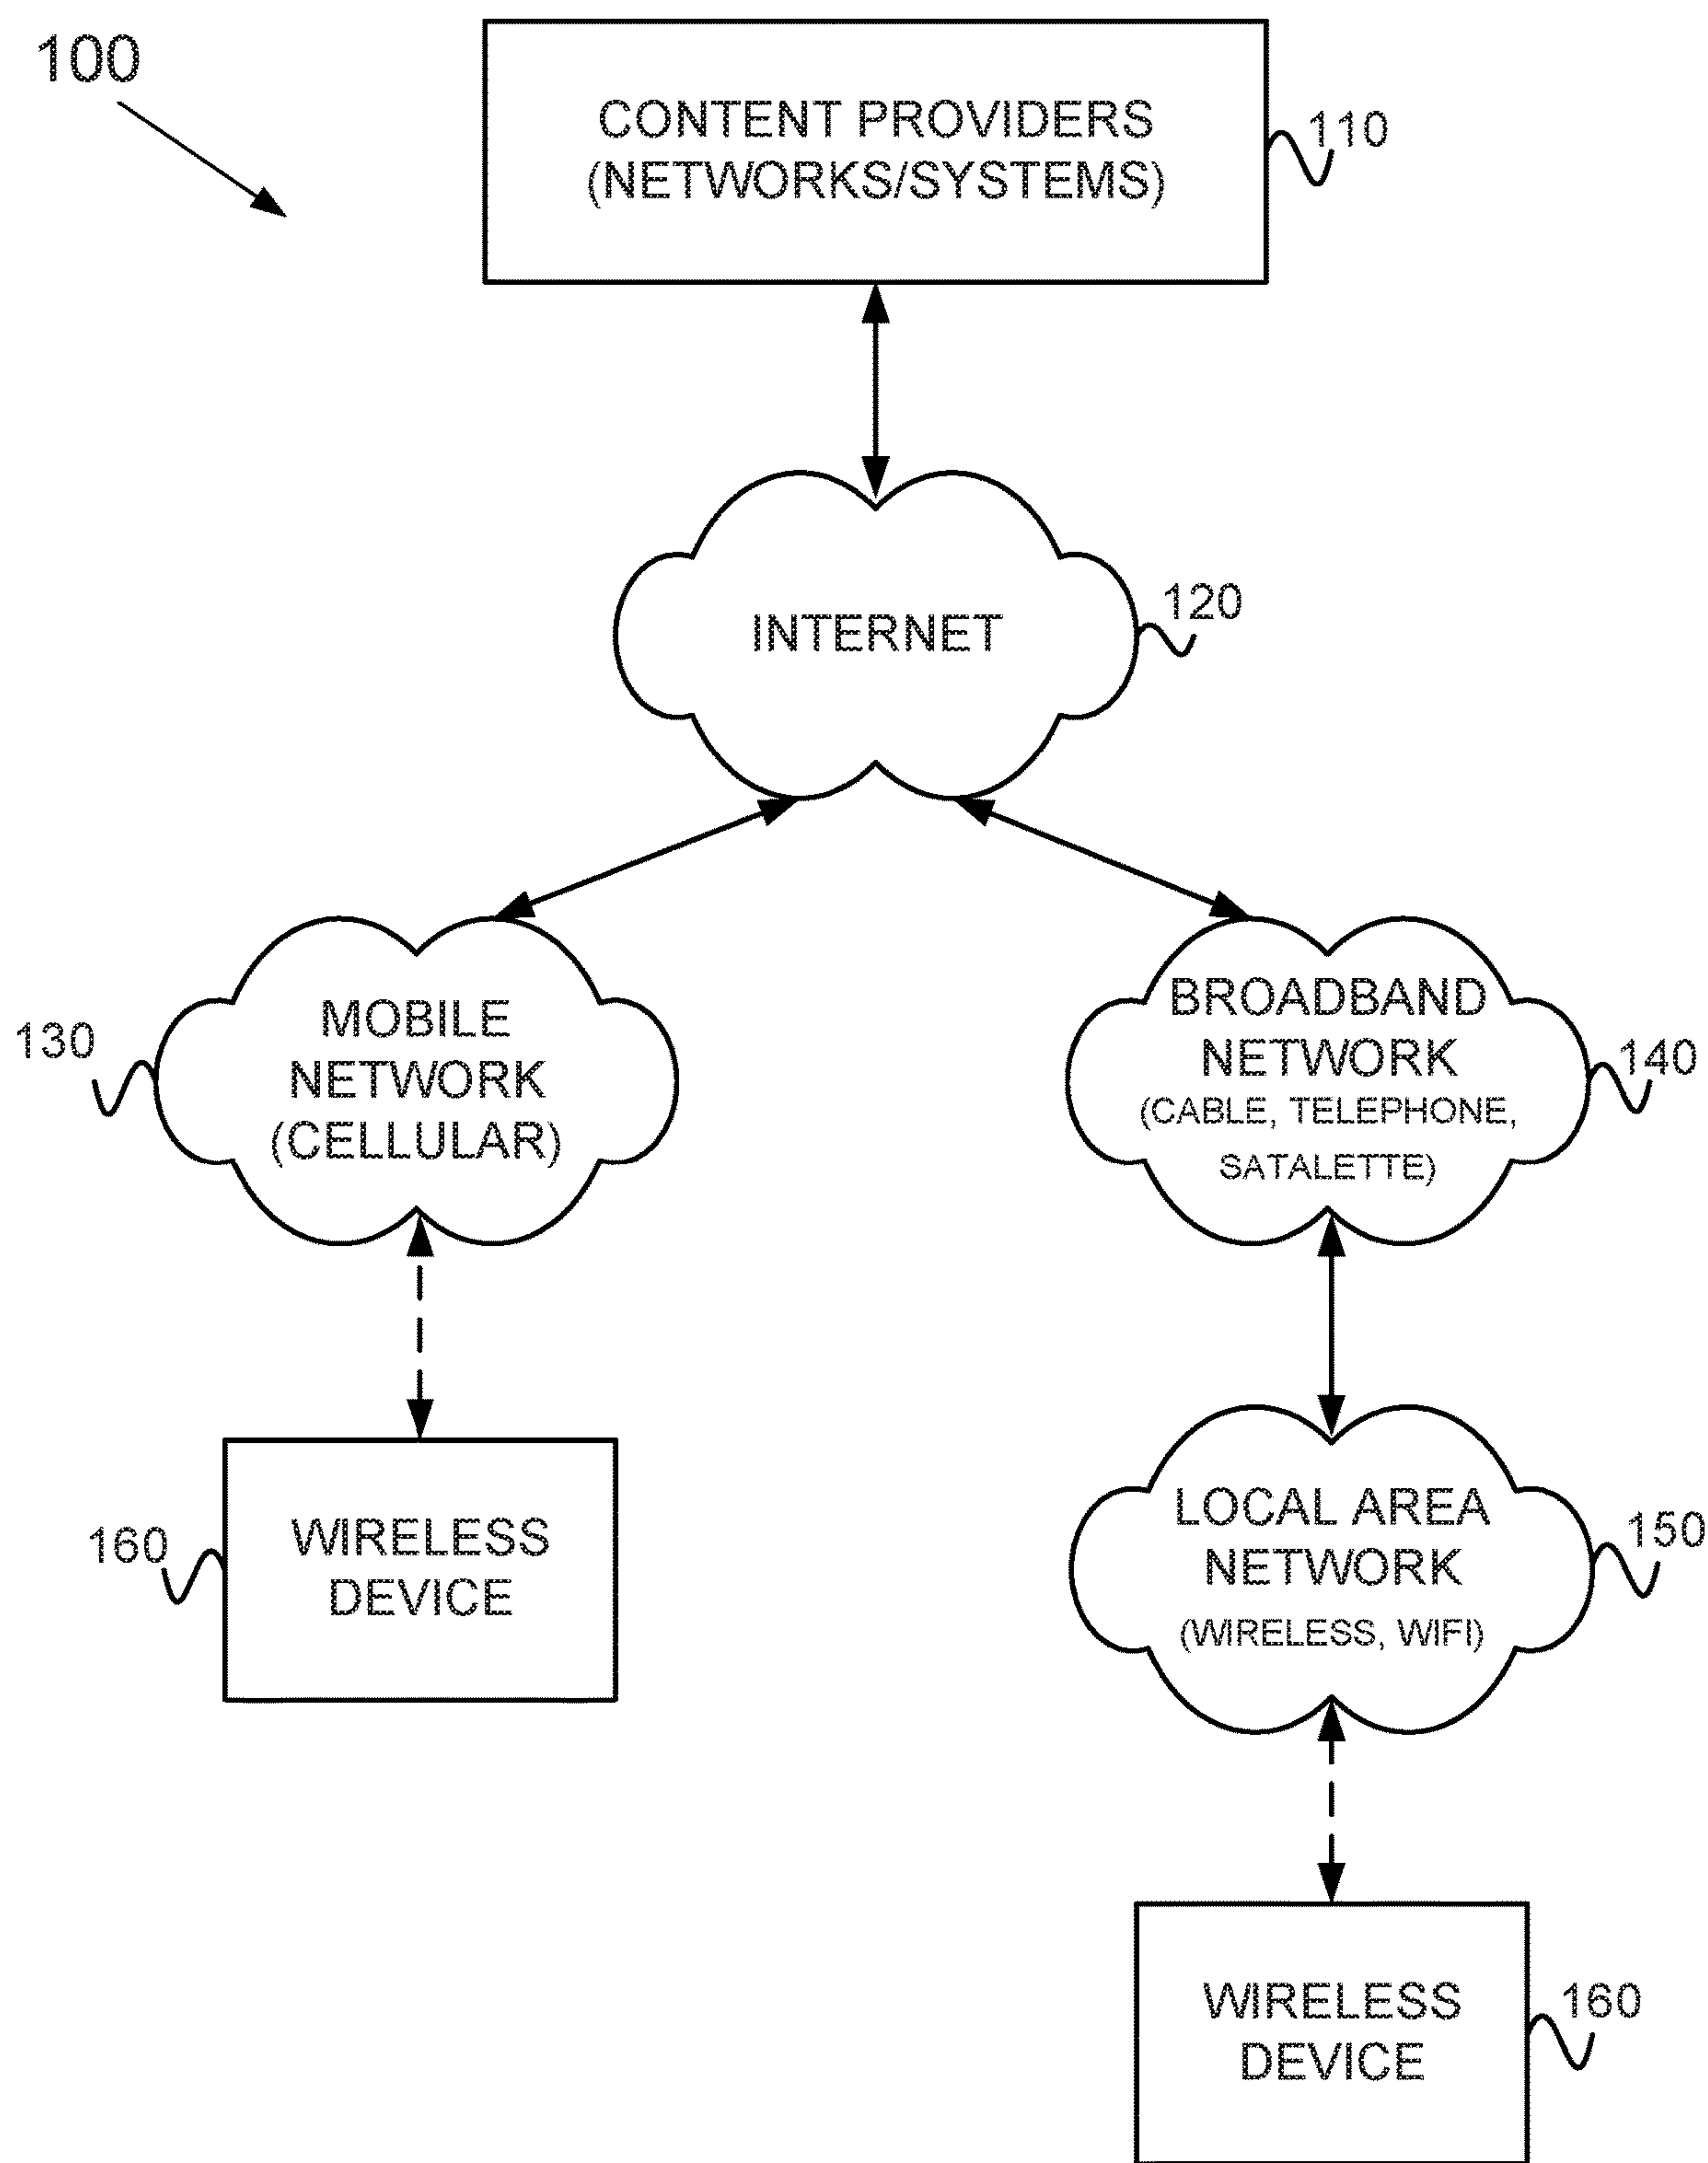 100
CONTENT PROVIDERS
(NETWORKS/SYSTEMS)
110
INTERNET
120
130
MOBILE
NETWORK
(CELLULAR)
BROADBAND
NETWORK
(CABLE, TELEPHONE,
SATALETTE)
140
160
WIRELESS
DEVICE
LOCAL AREA
NETWORK
(WIRELESS, WIFI)
150
WIRELESS
DEVICE
160